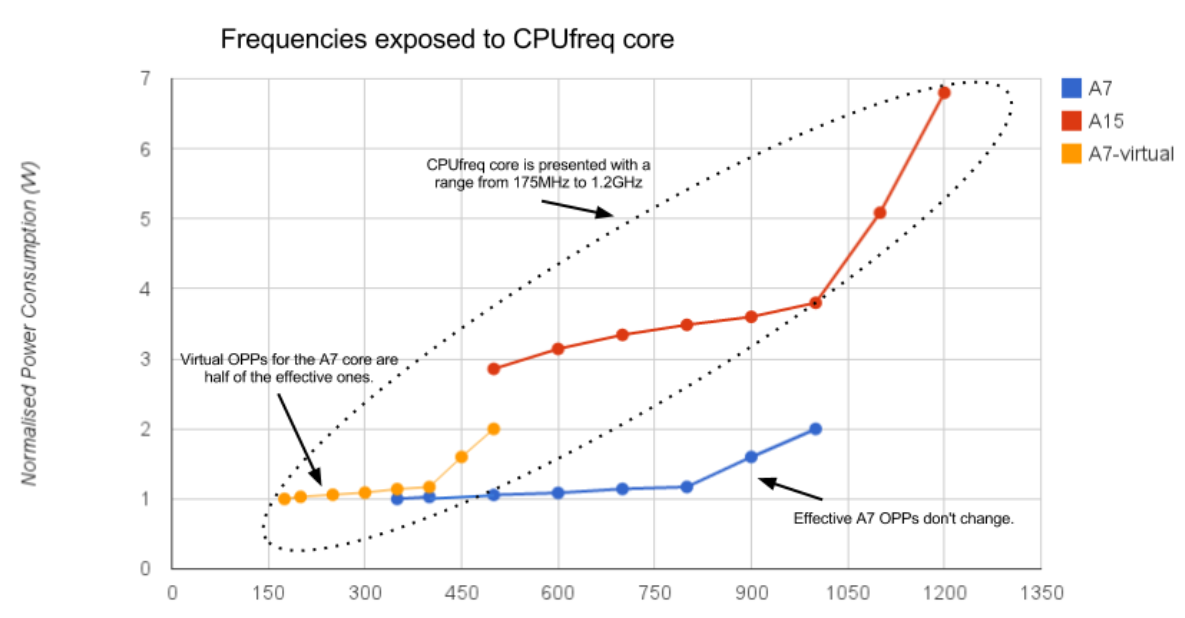 Frequencies exposed to CPUfreq core
Normalised Power Consumption (W)
7
6
5
4
3
2
1
0
0
150
300
450
600
750
900
1050
1200
1350
CPUfreq core is presented with a
range from 175MHz to 1.2GHz
Virtual OPPs for the A7 core are
half of the effective ones.
Effective A7 OPPs don't change.
A7
A15
A7-virtual